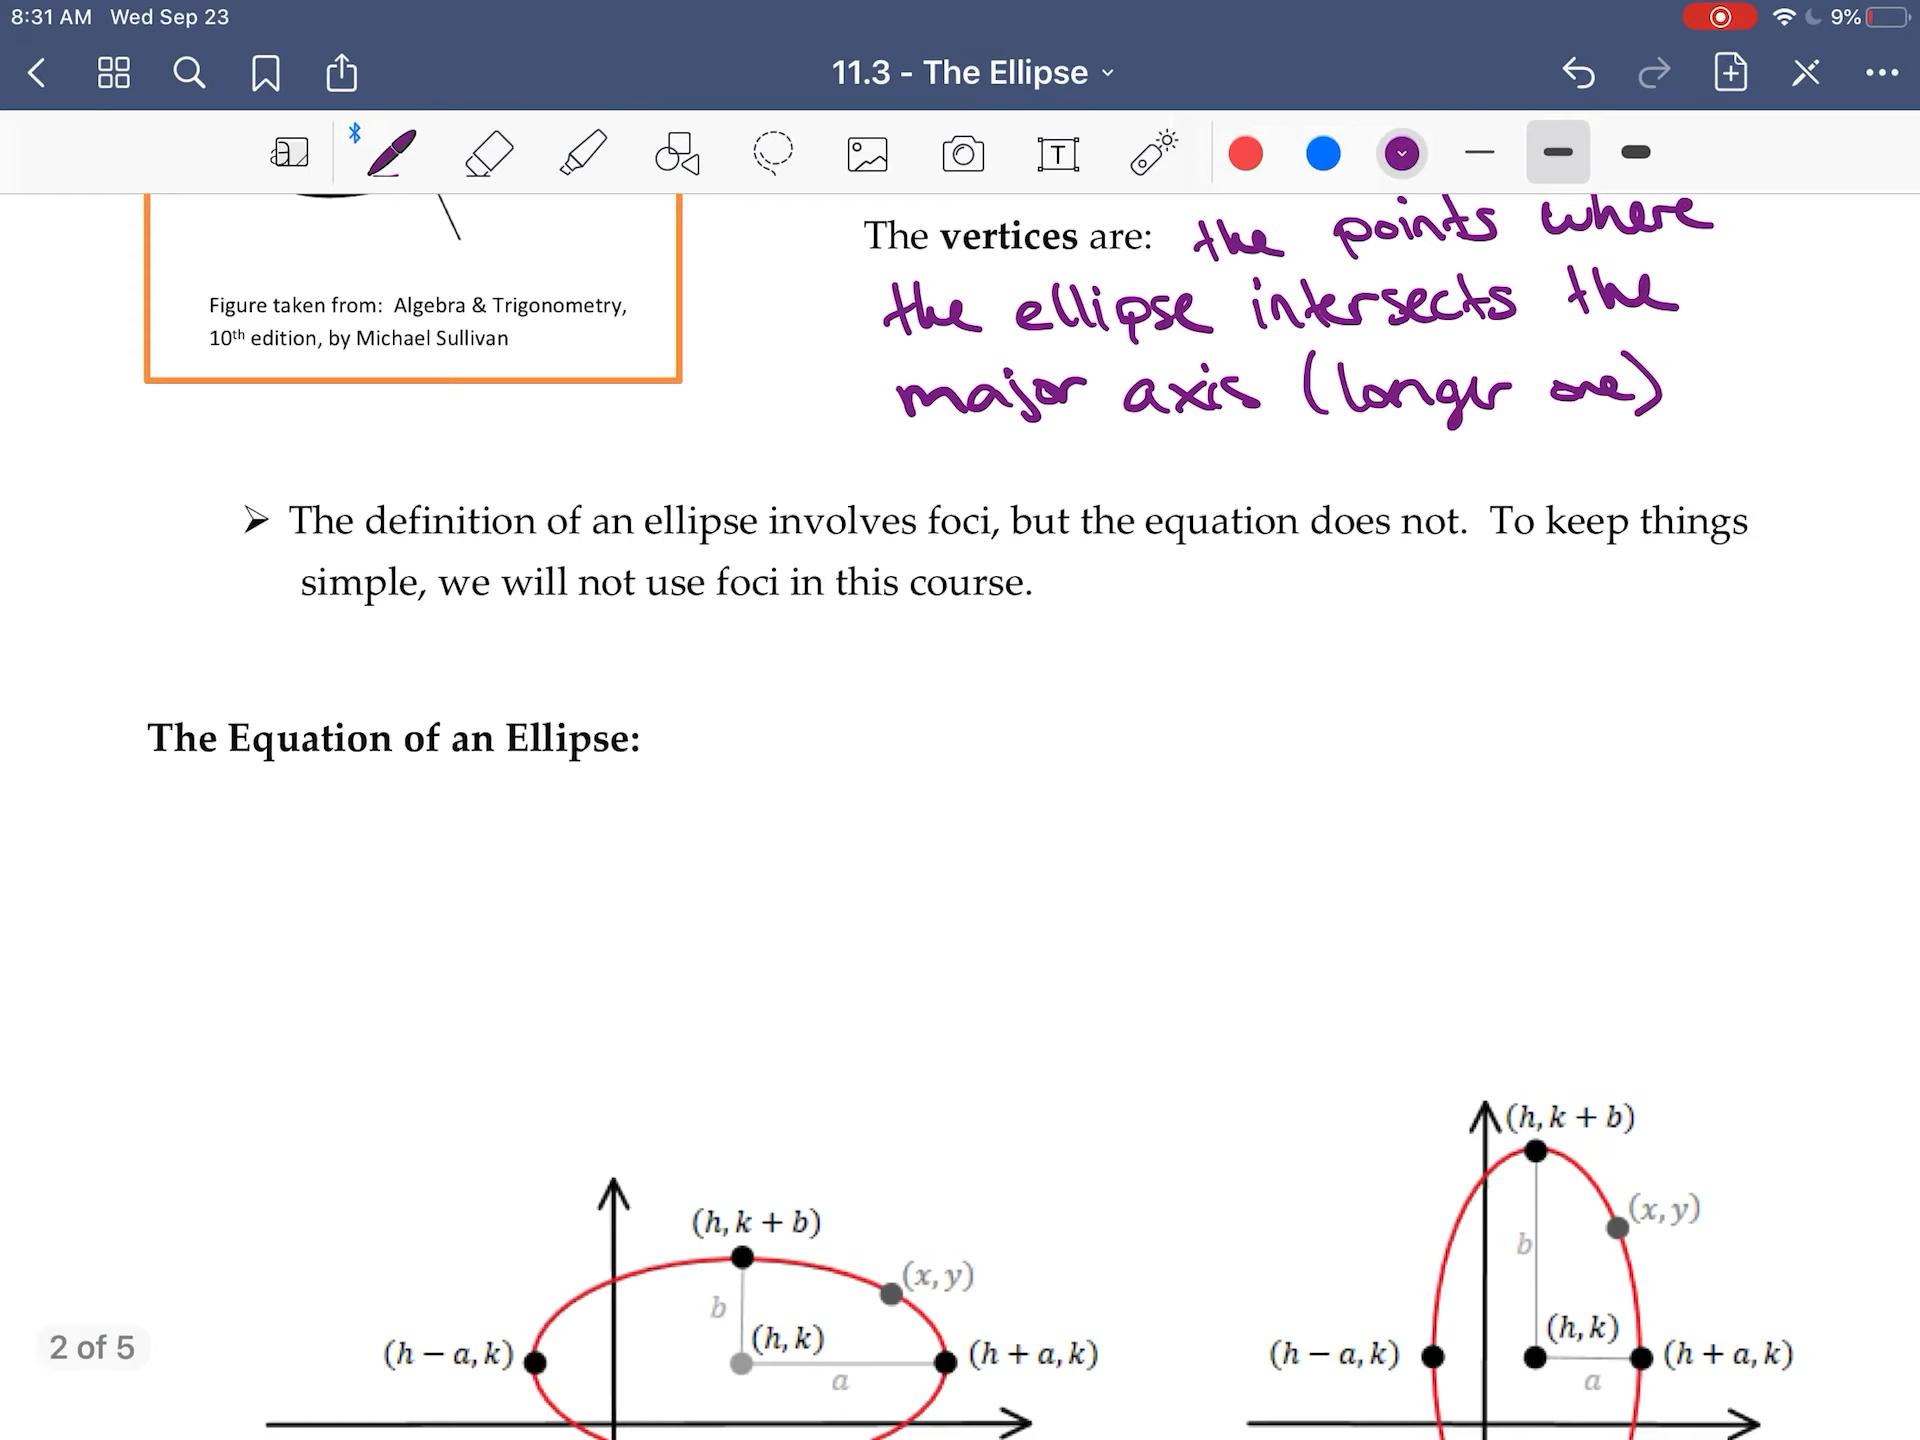 8:31 AM Wed Sep 23
9%
11.3 - The Ellipse
a
T
The vertices are: the points where
the ellipse intersects the
major axis (longer one)
Figure taken from: Algebra & Trigonometry,
10th edition, by Michael Sullivan
➢ The definition of an ellipse involves foci, but the equation does not. To keep things
simple, we will not use foci in this course.
The Equation of an Ellipse:
(h, k + b)
(x, y)
b
(h, k)
(h − a, k)
(h + a, k)
a
(h, k + b)
(x, y)
b
(h, k)
(h − a, k)
(h + a, k)
a
2 of 5